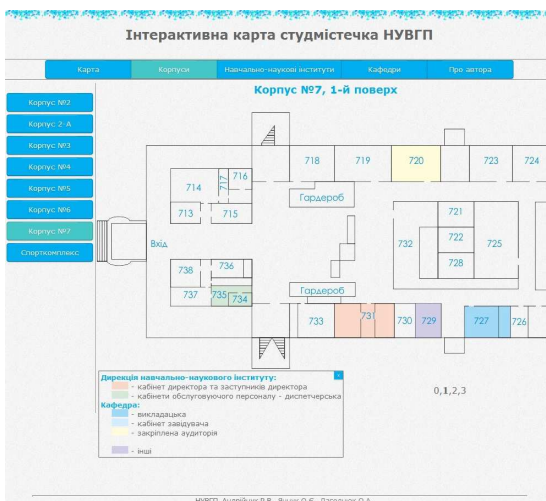 Інтерактивна карта студмістечка НУВГП
Карта Корпуси Навчально-наукові інститути Кафедри Про автора
Корпус №7, 1-й поверх
Корпус №2
Корпус 2-А
Корпус №3
Корпус №4
Корпус №5
Корпус №6
Корпус №7
Спорткомплекс
718 719 720 723 724
714 717 716
713 715
Гардероб
721
732 722 725
728
Вхід
738 736
737 735 734
Гардероб
733 731 730 729 727 726
Дирекція навчально-наукового інституту:
- кабінет директора та заступників директора
- кабінети обслуговуючого персоналу - диспетчерська
Кафедра:
- викладацька
- кабінет завідувача
- закріплена аудиторія
- інші
0,1,2,3